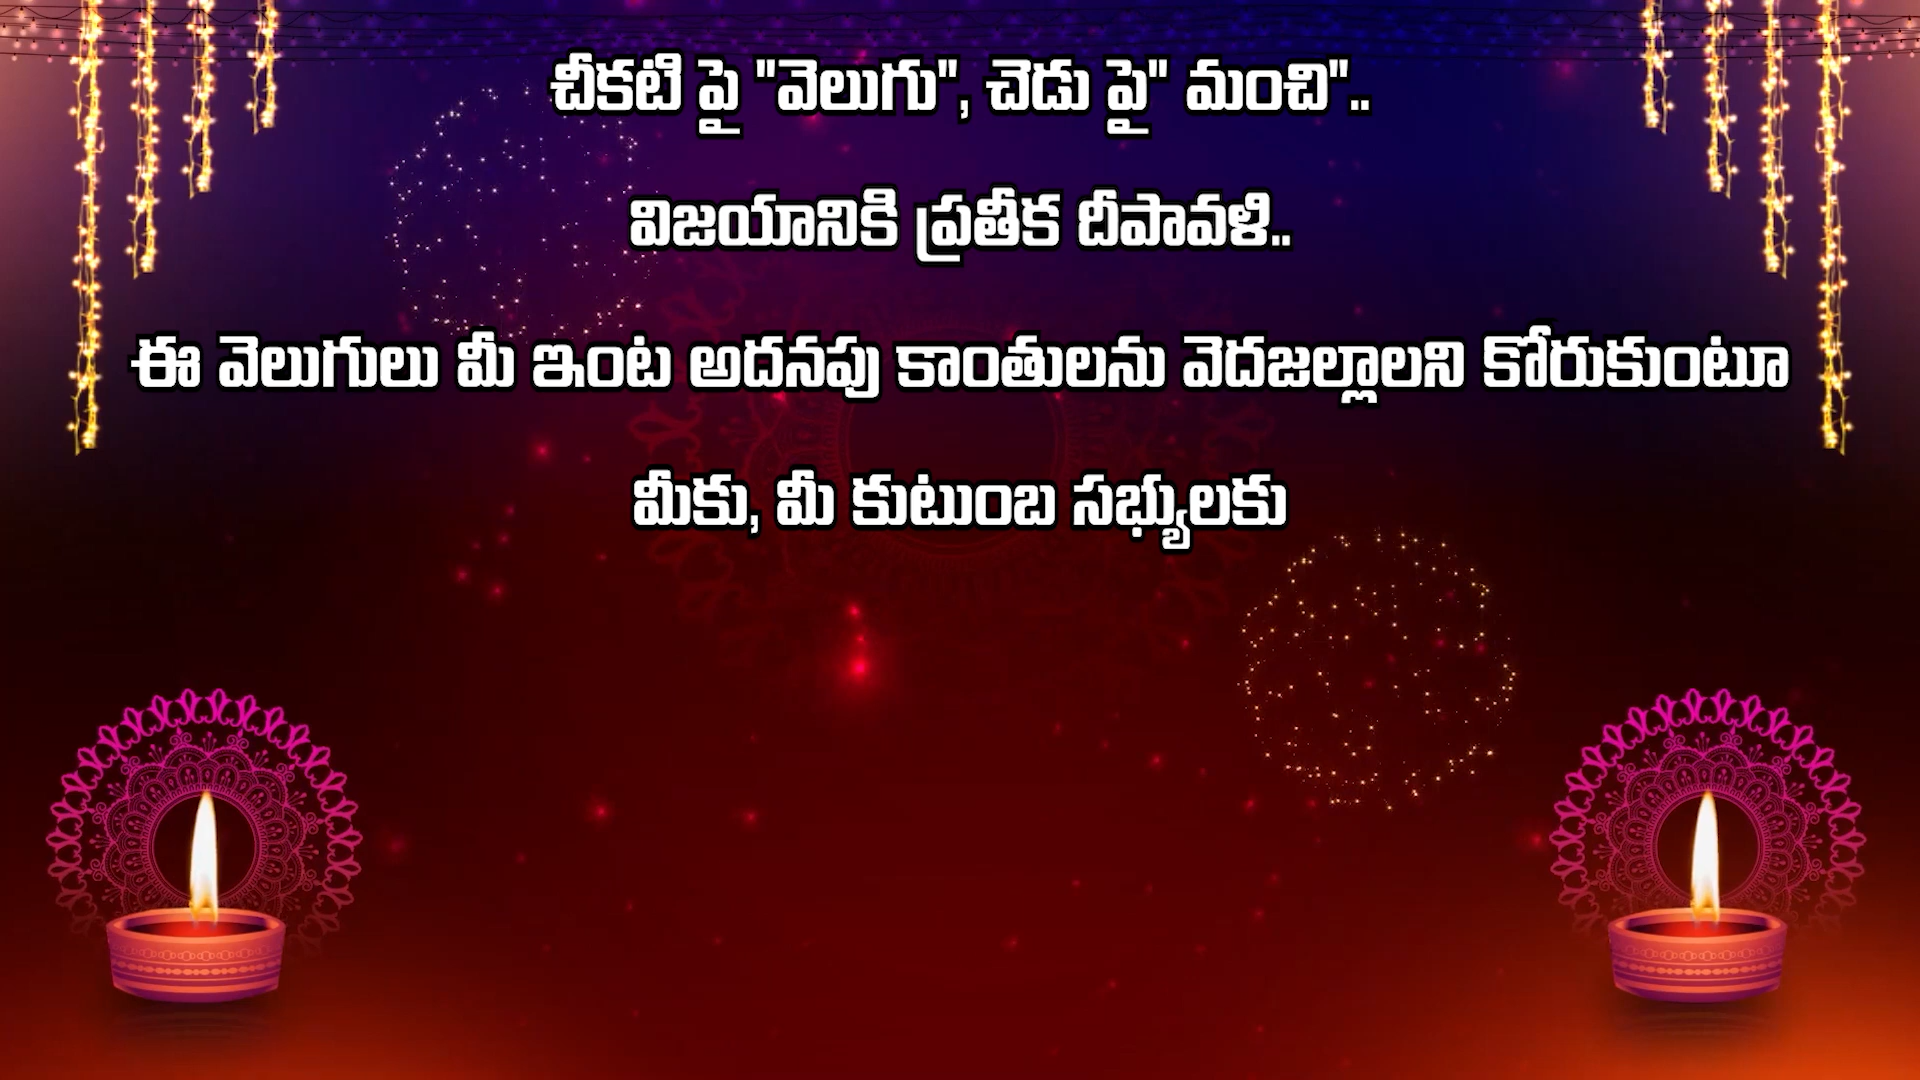 చీకటి పై "వెలుగు", చెడు పై" మంచి"..
విజయానికి ప్రతీక దీపావళి..
ఈ వెలుగులు మీ ఇంట అదనపు కాంతులను వెదజల్లాలని కోరుకుంటూ
మీకు, మీ కుటుంబ సభ్యులకు